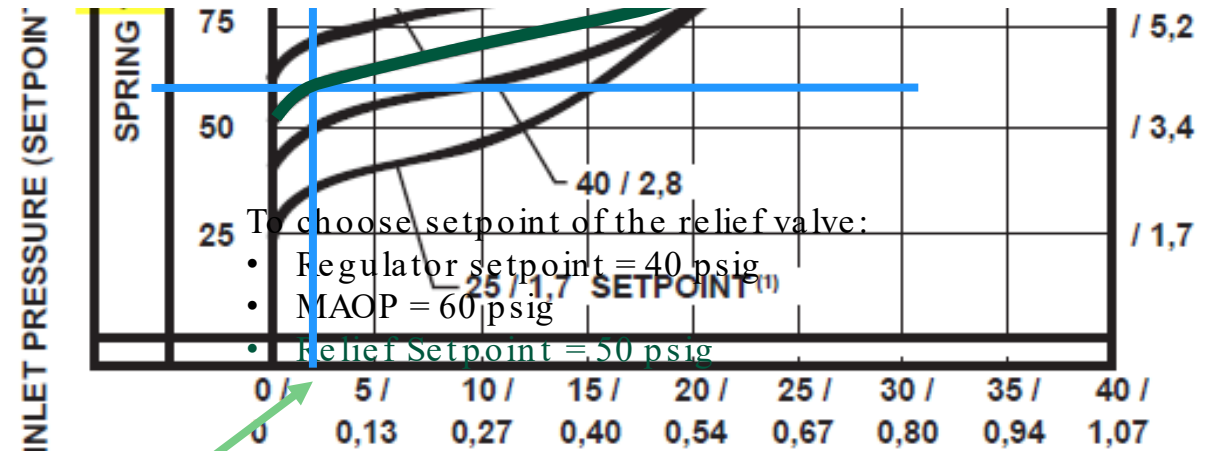 INLET PRESSURE (SETPOIN
SPRING
75
/ 5,2
50
/ 3,4
40 / 2,8
To choose setpoint of the relief valve:
25
/ 1,7
• Regulator setpoint = 40 psig
25 / 1,7 SETPOINT(1)
• MAOP = 60 psig
• Relief Setpoint = 50 psig
0 / 5 / 10 / 15 / 20 / 25 / 30 / 35 / 40 /
0 0,13 0,27 0,40 0,54 0,67 0,80 0,94 1,07